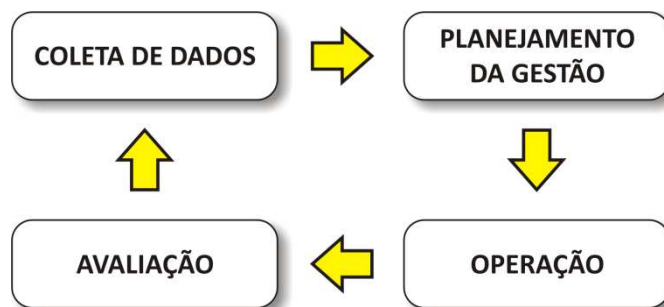 COLETA DE DADOS
PLANEJAMENTO
DA GESTÃO
AVALIAÇÃO
OPERAÇÃO